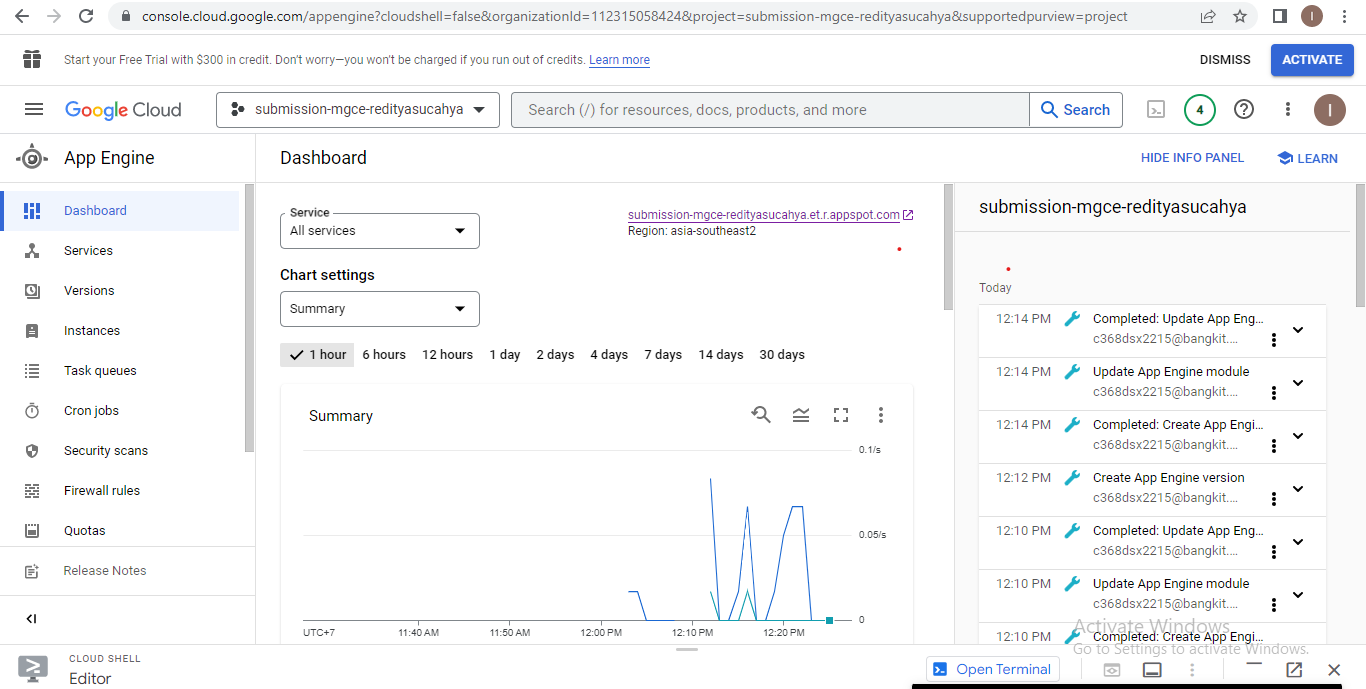 console.cloud.google.com/appengine?cloudshell=false&organizationId=1123150584248&project=submission-mgce-redityasucahya&supportedpurview=project
I
Start your Free Trial with $300 in credit. Don't worry—you won't be charged if you run out of credits. Learn more
DISMISS
ACTIVATE
Google Cloud
submission-mgce-redityasucahya
Search (/) for resources, docs, products, and more
Search
4
I
App Engine
Dashboard
HIDE INFO PANEL
LEARN
Dashboard
Services
Versions
Instances
Task queues
Cron jobs
Security scans
Firewall rules
Quotas
Release Notes
Service
All services
submission-mgce-redityasucahya.et.r.appspot.com
Region: asia-southeast2
Chart settings
Summary
1 hour 6 hours 12 hours 1 day 2 days 4 days 7 days 14 days 30 days
Summary
0.1/s
0.05/s
0
UTC+7 11:40 AM 11:50 AM 12:00 PM 12:10 PM 12:20 PM
submission-mgce-redityasucahya
Today
12:14 PM Completed: Update App Eng...
c368dsx2215@bangkit....
12:14 PM Update App Engine module
c368dsx2215@bangkit....
12:14 PM Completed: Create App Engi...
c368dsx2215@bangkit....
12:12 PM Create App Engine version
c368dsx2215@bangkit....
12:10 PM Completed: Update App Eng...
c368dsx2215@bangkit....
12:10 PM Update App Engine module
c368dsx2215@bangkit....
12:10 PM Completed: Create App Engi...
Activate Windows
Go to Settings to activate Windows.
CLOUD SHELL
Editor
Open Terminal